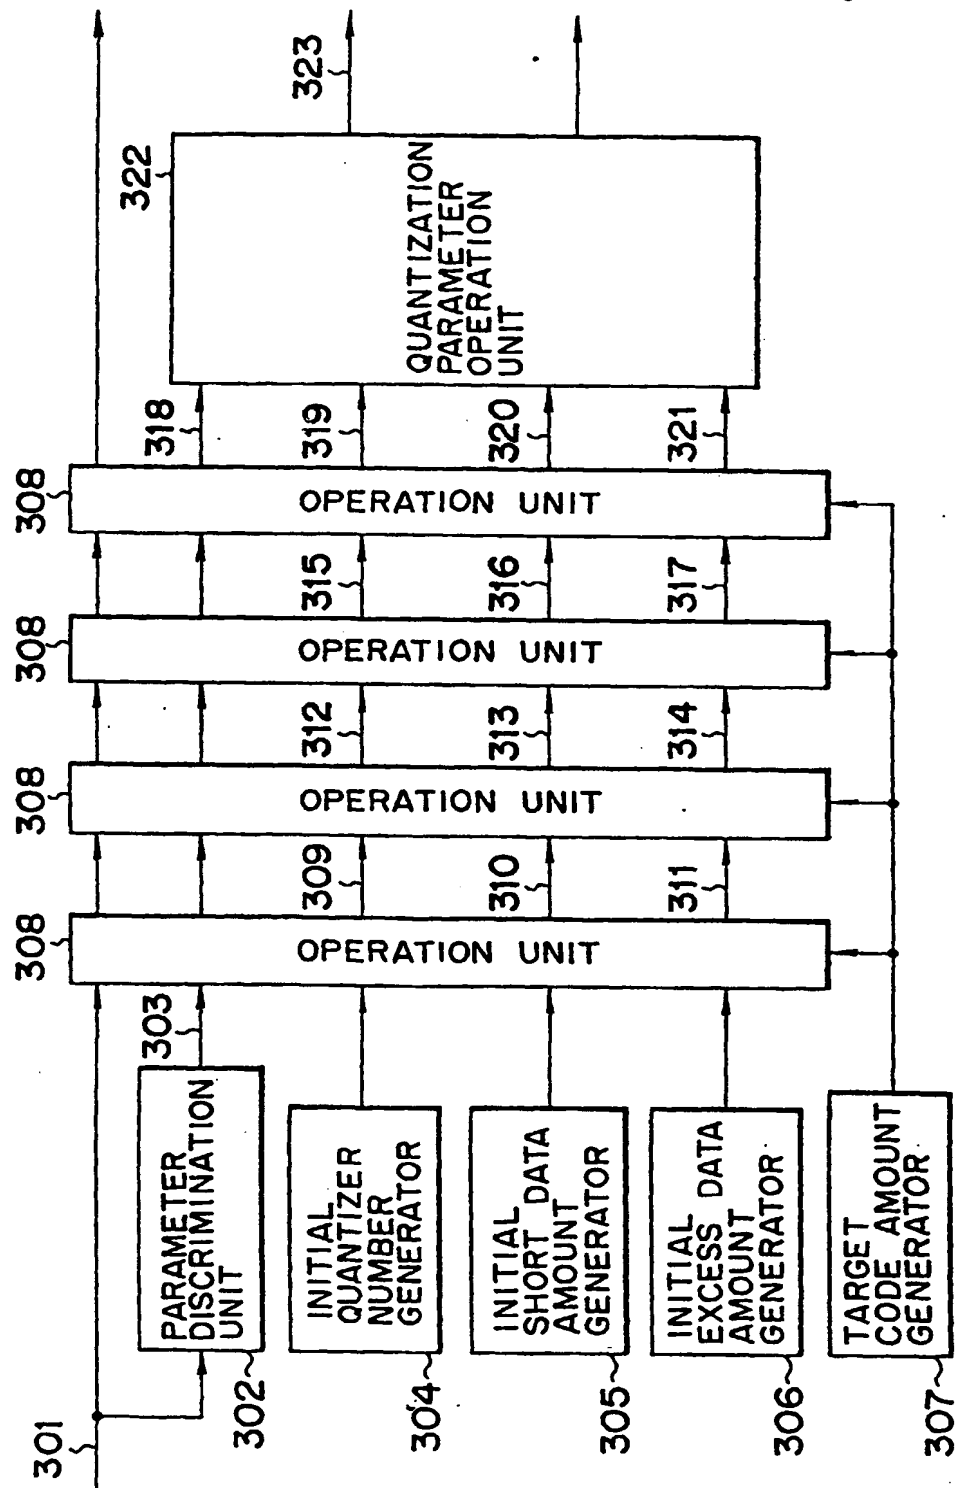 301
302
PARAMETER
DISCRIMINATION
UNIT
303
304
INITIAL
QUANTIZER
NUMBER
GENERATOR
305
INITIAL
SHORT DATA
AMOUNT
GENERATOR
306
INITIAL
EXCESS DATA
AMOUNT
GENERATOR
307
TARGET
CODE AMOUNT
GENERATOR
308
OPERATION UNIT
309
310
311
308
OPERATION UNIT
312
313
314
308
OPERATION UNIT
315
316
317
308
OPERATION UNIT
318
319
320
321
322
QUANTIZATION
PARAMETER
OPERATION
UNIT
323